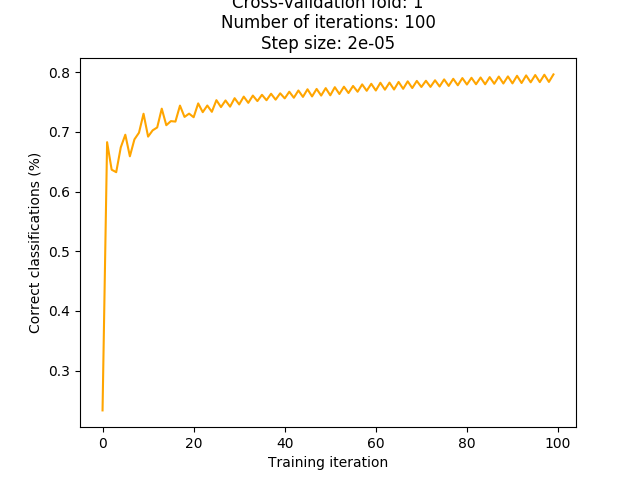 Cross-validation fold: 1
Number of iterations: 100
Step size: 2e-05
0.8
0.7
0.6
0.5
0.4
0.3
Correct classifications (%)
0 20 40 60 80 100
Training iteration